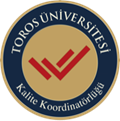 TOROS ÜNİVERSİTESİ
Kalite Koordinatörlüğü